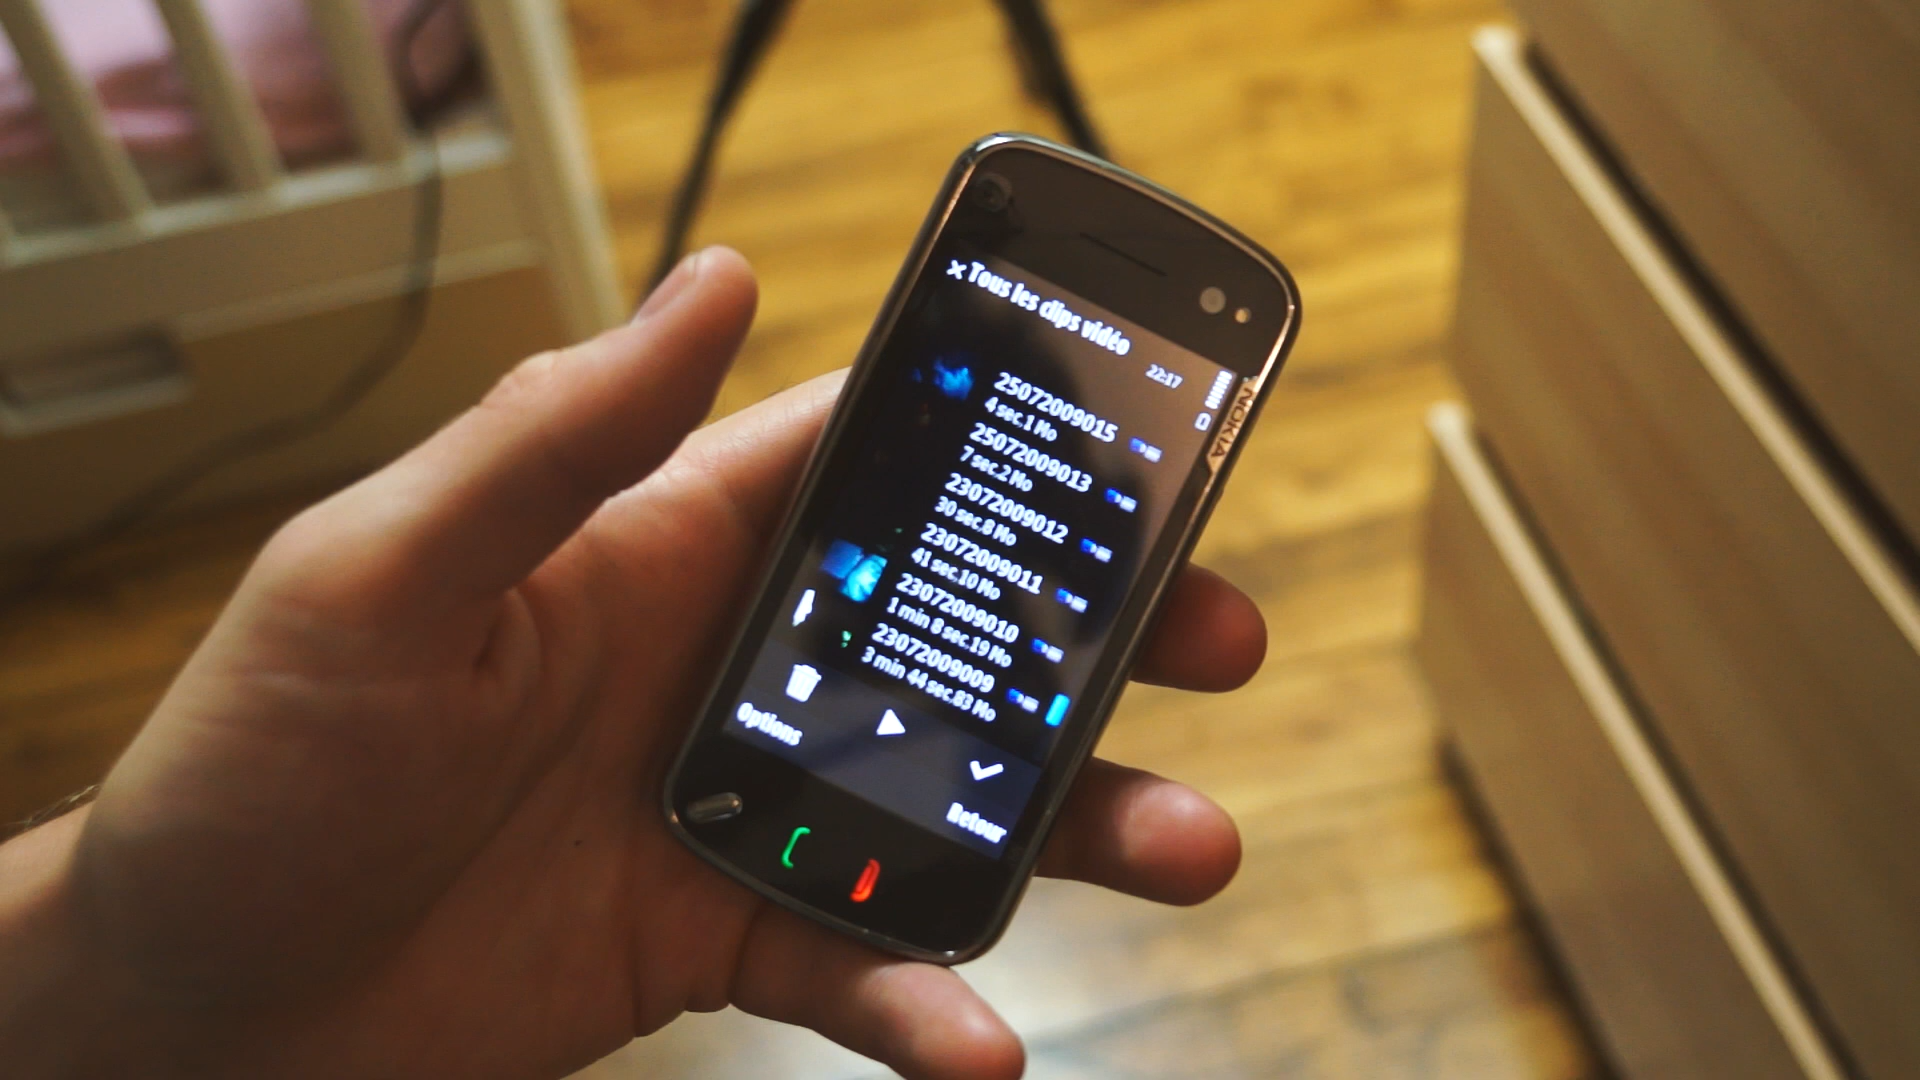 Tous les clips vidéo
22:17
NOKIA
25072009015
4 sec,1 Mo
25072009013
7 sec,2 Mo
23072009012
30 sec,8 Mo
23072009011
41 sec,10 Mo
23072009010
1 min 8 sec,19 Mo
23072009009
3 min 44 sec,83 Mo
Options
Retour